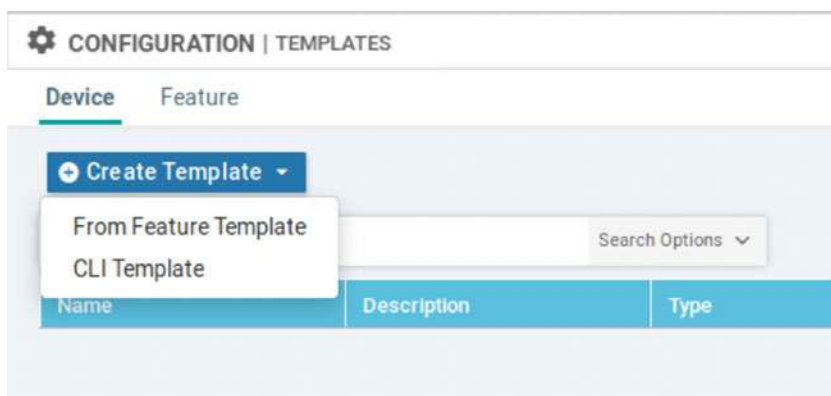 CONFIGURATION | TEMPLATES
Device Feature
Create Template
From Feature Template
Search Options
CLI Template
Name Description Type